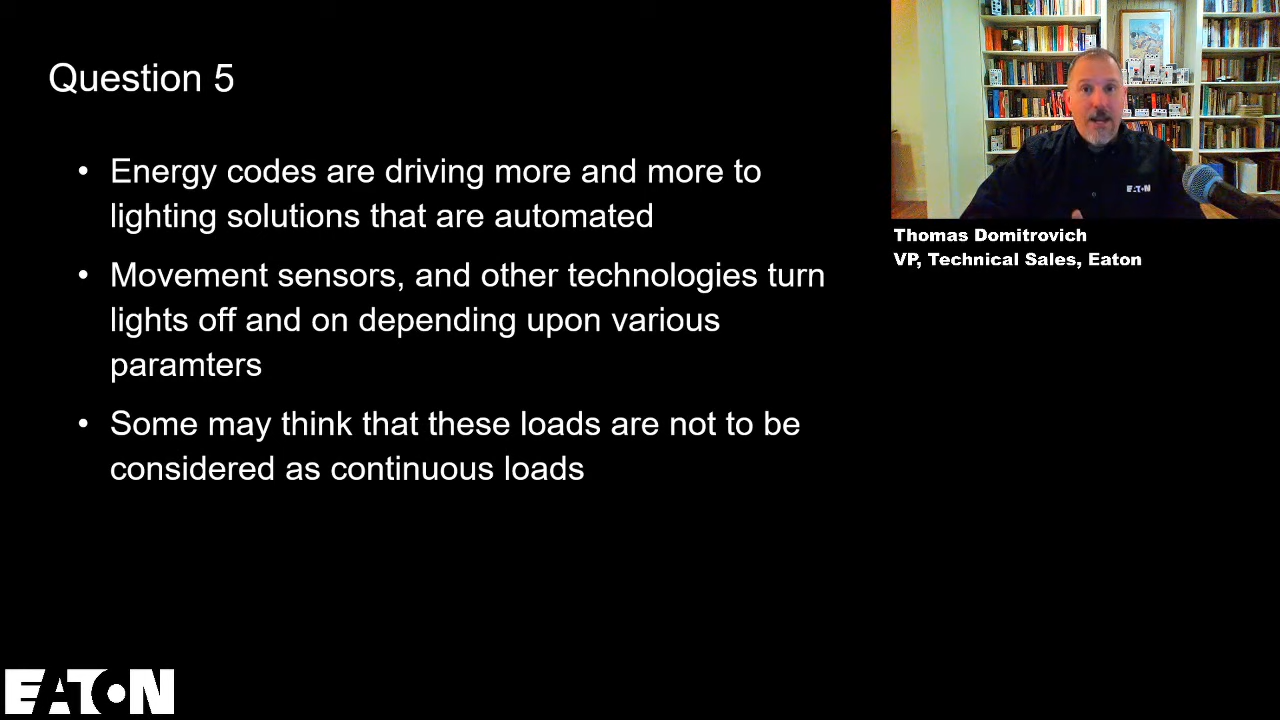 Question 5
• Energy codes are driving more and more to
lighting solutions that are automated
• Movement sensors, and other technologies turn
lights off and on depending upon various
paramters
• Some may think that these loads are not to be
considered as continuous loads
EATON
Thomas Domitrovich
VP, Technical Sales, Eaton
EATON